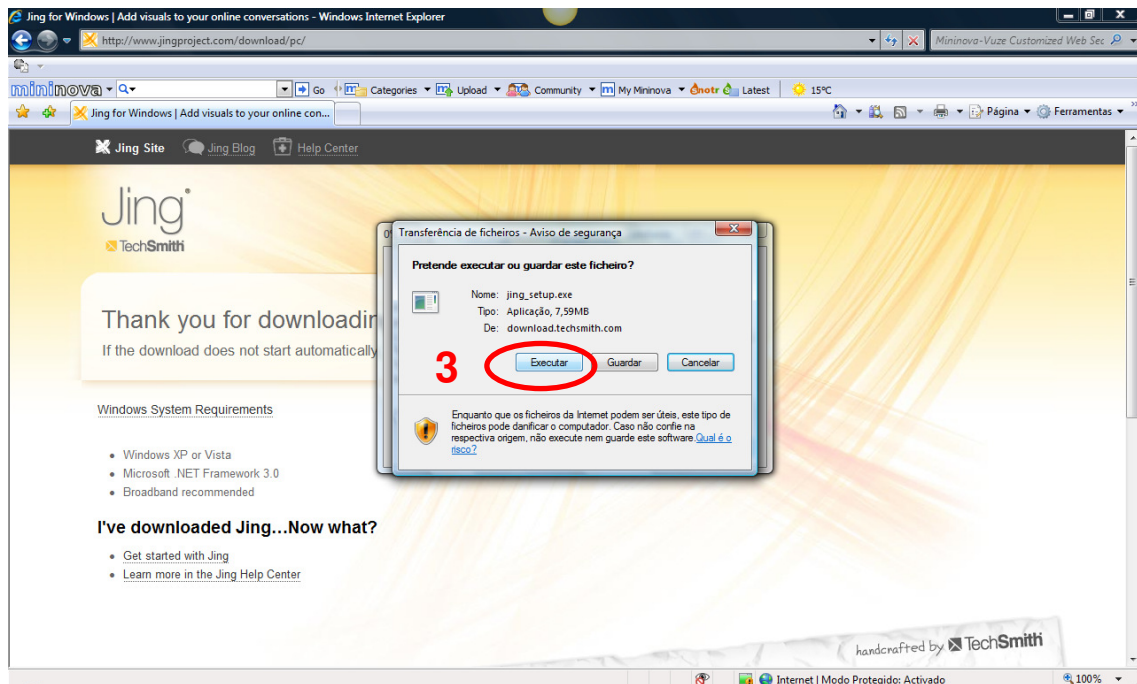 Jing for Windows | Add visuals to your online conversations - Windows Internet Explorer
http://www.jingproject.com/download/pc/
Mininova-Vuze Customized Web Sec
mininova
Go
Categories
Upload
Community
My Mininova
notr
Latest
15ºC
Jing for Windows | Add visuals to your online con...
Página
Ferramentas
Jing Site
Jing Blog
Help Center
Jing
TechSmith
Transferência de ficheiros - Aviso de segurança
Pretende executar ou guardar este ficheiro?
Nome: jing_setup.exe
Tipo: Aplicação, 7,59MB
De: download.techsmith.com
Thank you for downloadin
If the download does not start automatically
3
Executar
Guardar
Cancelar
Enquanto que os ficheiros da Internet podem ser úteis, este tipo de
ficheiros pode danificar o computador. Caso não confie na
respectiva origem, não execute nem guarde este software. Qual é o
risco?
Windows System Requirements
Windows XP or Vista
Microsoft .NET Framework 3.0
Broadband recommended
I've downloaded Jing...Now what?
Get started with Jing
Learn more in the Jing Help Center
handcrafted by TechSmith
Internet | Modo Protegido: Activado
100%